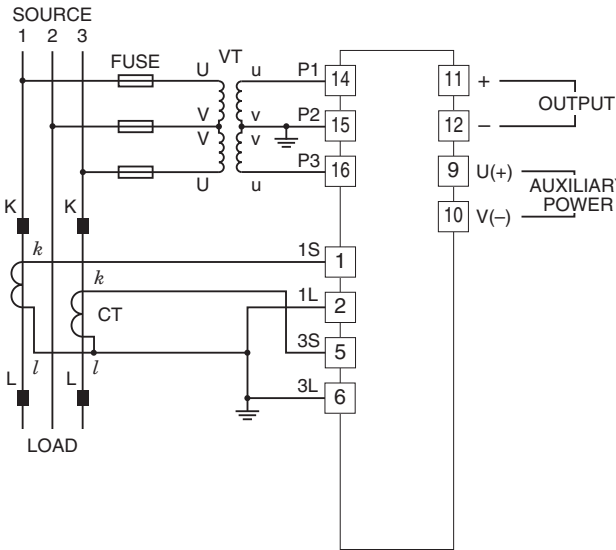 SOURCE
1 2 3
FUSE
VT
U u P1 14
V v P2 15
V v
U u P3 16
11 +
OUTPUT
12 –
9 U(+)
AUXILIARY
POWER
10 V(–)
K K
k 1S 1
k 1L 2
CT
3S 5
l l
L L
3L 6
LOAD